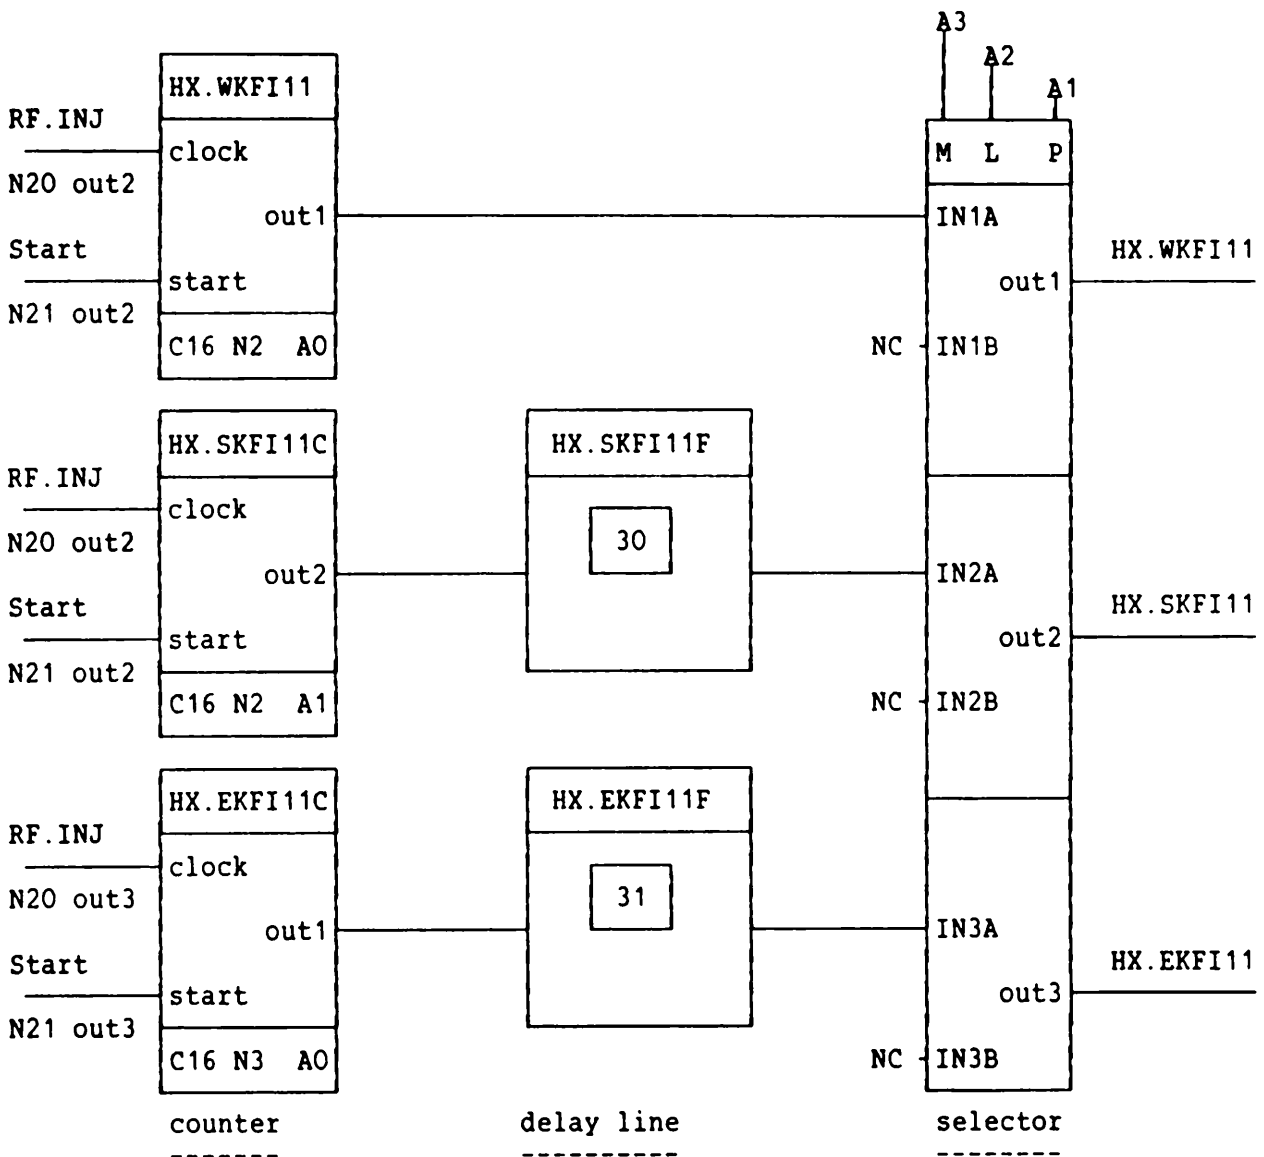 A3
A2
A1
HX.WKFI11
RF.INJ
clock
N20 out2
out1
Start
start
N21 out2
C16 N2 A0
M L P
IN1A
HX.WKFI11
out1
NC IN1B
HX.SKFI11C
HX.SKFI11F
RF.INJ
clock
N20 out2
out2
30
IN2A
Start
start
N21 out2
HX.SKFI11
out2
C16 N2 A1
NC IN2B
HX.EKFI11C
HX.EKFI11F
RF.INJ
clock
N20 out3
out1
31
IN3A
Start
start
N21 out3
HX.EKFI11
out3
C16 N3 A0
NC IN3B
counter
delay line
selector